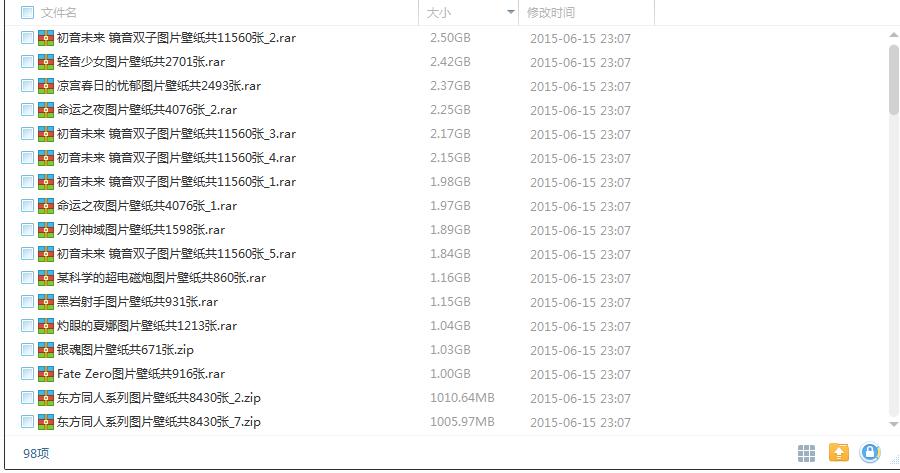 文件名 大小 修改时间
初音未来 镜音双子图片壁纸共11560张_2.rar 2.50GB 2015-06-15 23:07
轻音少女图片壁纸共2701张.rar 2.42GB 2015-06-15 23:07
凉宫春日的忧郁图片壁纸共2493张.rar 2.37GB 2015-06-15 23:07
命运之夜图片壁纸共4076张_2.rar 2.25GB 2015-06-15 23:07
初音未来 镜音双子图片壁纸共11560张_3.rar 2.17GB 2015-06-15 23:07
初音未来 镜音双子图片壁纸共11560张_4.rar 2.15GB 2015-06-15 23:07
初音未来 镜音双子图片壁纸共11560张_1.rar 1.98GB 2015-06-15 23:07
命运之夜图片壁纸共4076张_1.rar 1.97GB 2015-06-15 23:07
刀剑神域图片壁纸共1598张.rar 1.89GB 2015-06-15 23:07
初音未来 镜音双子图片壁纸共11560张_5.rar 1.84GB 2015-06-15 23:07
某科学的超电磁炮图片壁纸共860张.rar 1.16GB 2015-06-15 23:07
黑岩射手图片壁纸共931张.rar 1.15GB 2015-06-15 23:07
灼眼的夏娜图片壁纸共1213张.rar 1.04GB 2015-06-15 23:07
银魂图片壁纸共671张.zip 1.03GB 2015-06-15 23:07
Fate Zero图片壁纸共916张.rar 1.00GB 2015-06-15 23:07
东方同人系列图片壁纸共8430张_2.zip 1010.64MB 2015-06-15 23:07
东方同人系列图片壁纸共8430张_7.zip 1005.97MB 2015-06-15 23:07
98项